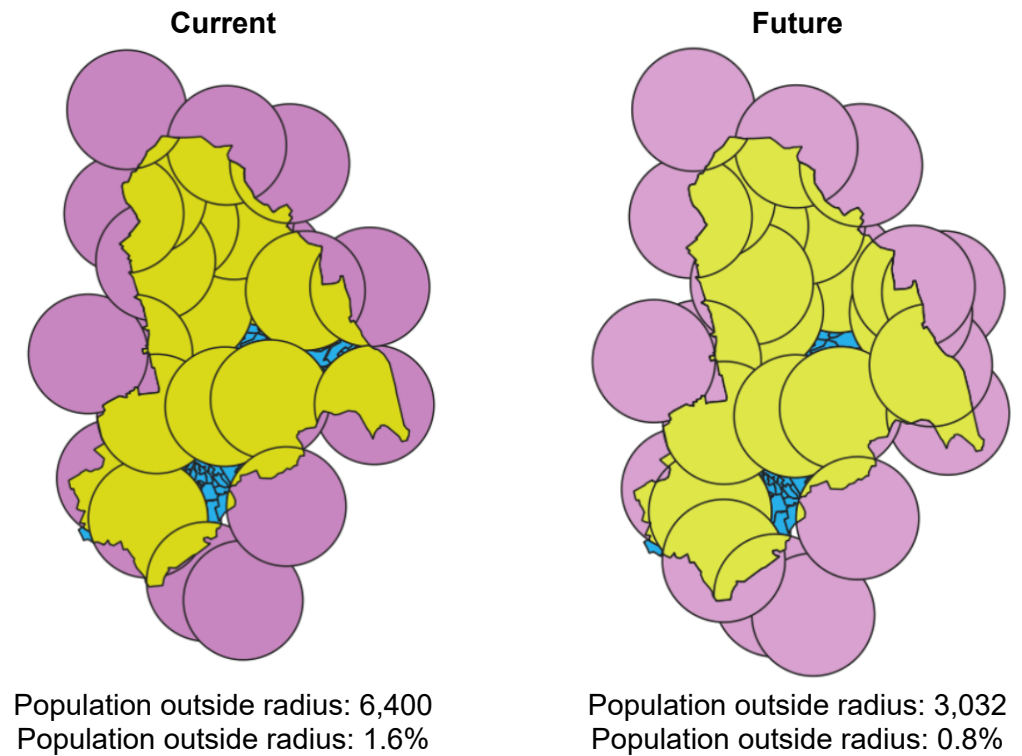 Current
Future
Population outside radius: 6,400
Population outside radius: 1.6%
Population outside radius: 3,032
Population outside radius: 0.8%